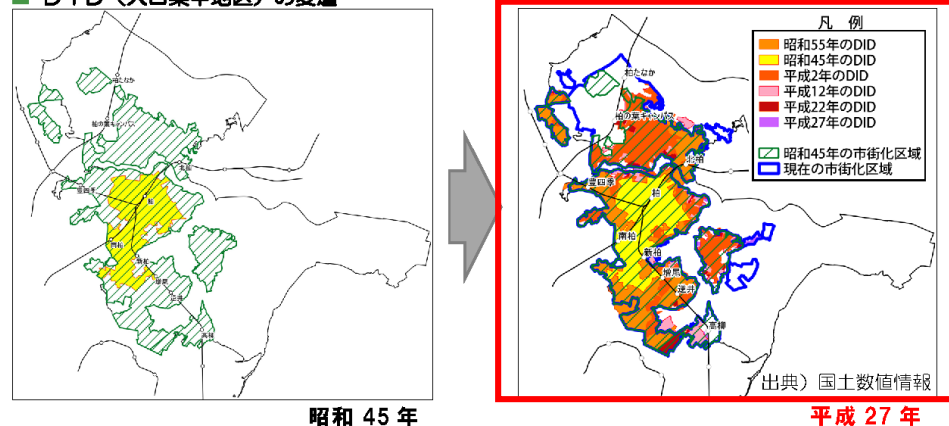 ■ DID（人口集中地区）の変遷
柏たなか
柏の葉キャンパス
北柏
豊四季
柏
南柏
新柏
増尾
逆井
高柳
昭和 45 年
凡 例
昭和55年のDID
昭和45年のDID
平成2年のDID
平成12年のDID
平成22年のDID
平成27年のDID
昭和45年の市街化区域
現在の市街化区域
柏たなか
柏の葉キャンパス
北柏
豊四季
柏
南柏
新柏
増尾
逆井
高柳
出典）国土数値情報
平成 27 年